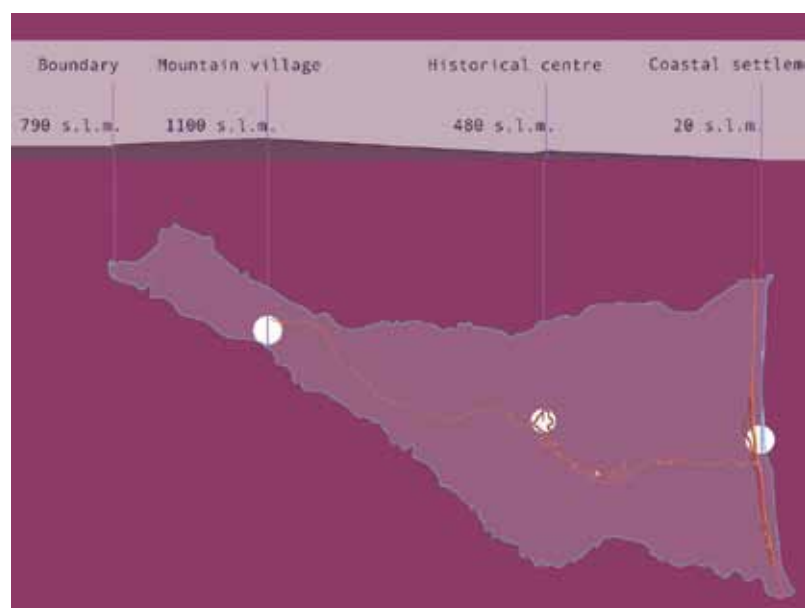 Boundary Mountain village Historical centre Coastal settlem
790 s.l.m. 1100 s.l.m. 480 s.l.m. 20 s.l.m.